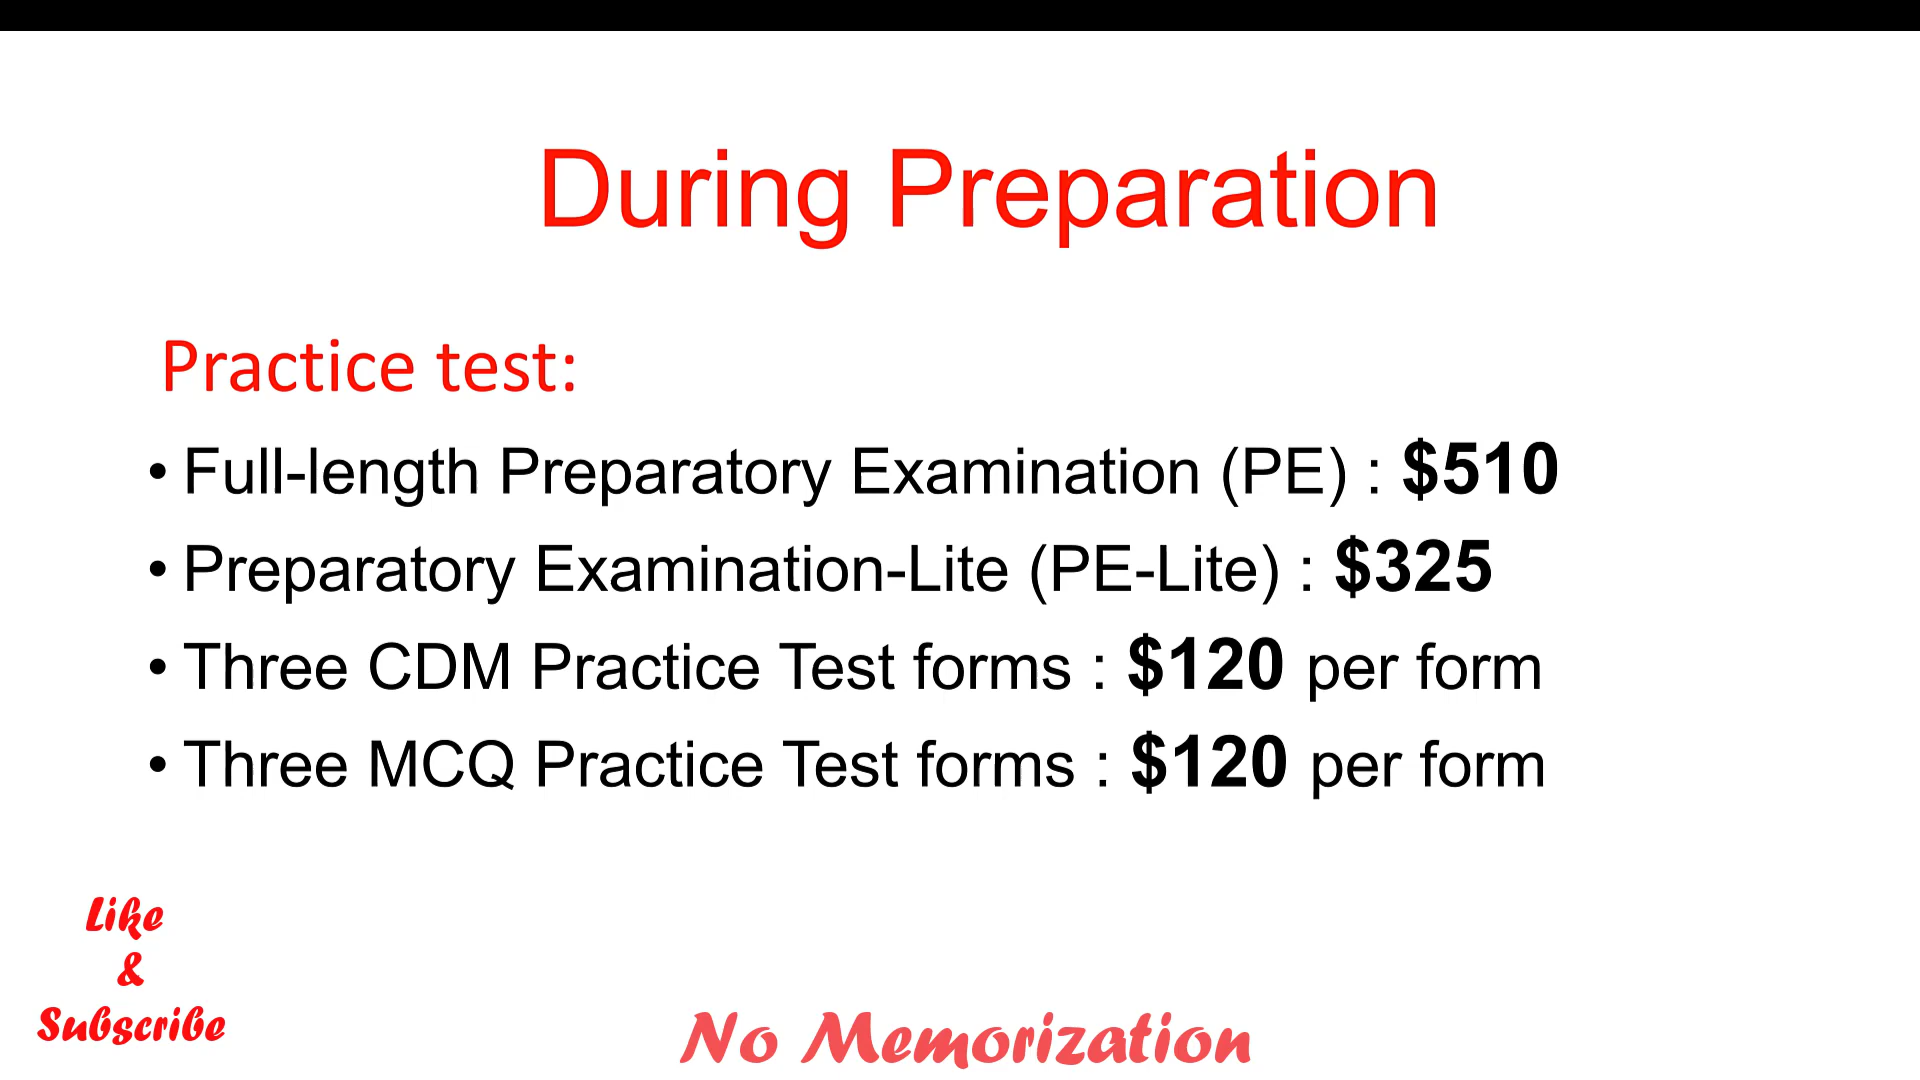 During Preparation
Practice test:
• Full-length Preparatory Examination (PE) : $510
• Preparatory Examination-Lite (PE-Lite) : $325
• Three CDM Practice Test forms : $120 per form
• Three MCQ Practice Test forms : $120 per form
Like
&
Subscribe
No Memorization